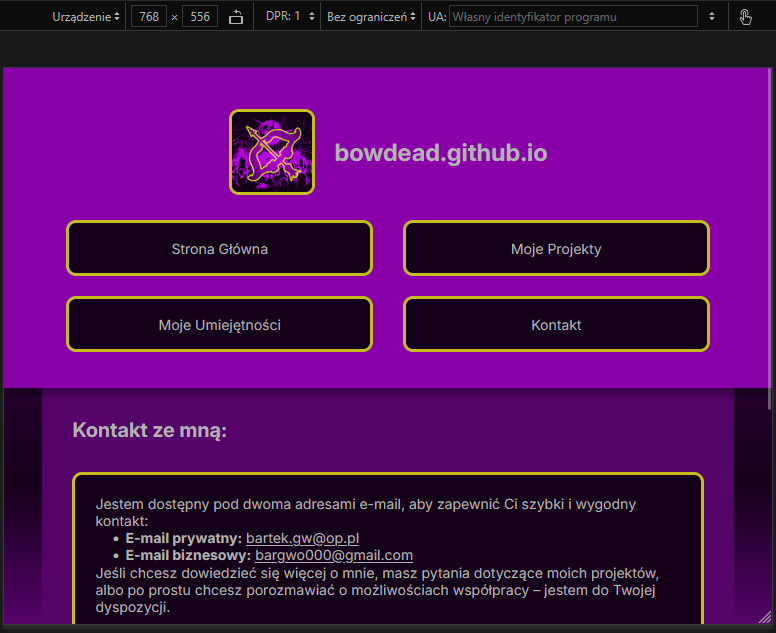 Urządzenie 768 × 556 DPR: 1 Bez ograniczeń UA: Własny identyfikator programu
bowdead.github.io
Strona Główna Moje Projekty
Moje Umiejętności Kontakt
Kontakt ze mną:
Jestem dostępny pod dwoma adresami e-mail, aby zapewnić Ci szybki i wygodny
kontakt:
• E-mail prywatny: bartek.gw@op.pl
• E-mail biznesowy: bargwo000@gmail.com
Jeśli chcesz dowiedzieć się więcej o mnie, masz pytania dotyczące moich projektów,
albo po prostu chcesz porozmawiać o możliwościach współpracy – jestem do Twojej
dyspozycji.